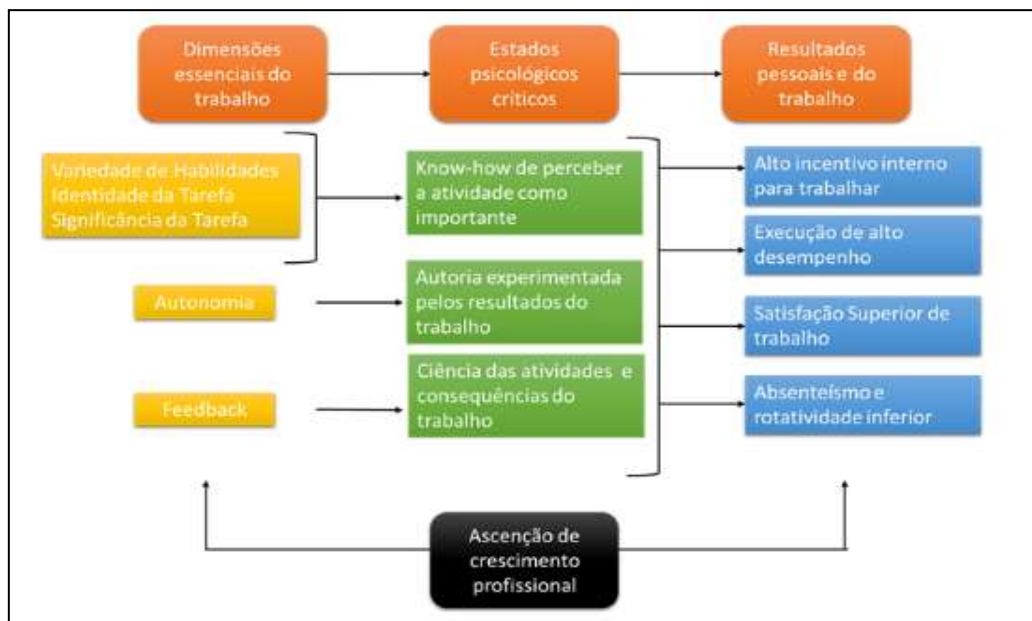 Dimensões
essenciais do
trabalho
Estados
psicológicos
críticos
Resultados
pessoais e do
trabalho
Variedade de Habilidades
Identidade da Tarefa
Significância da Tarefa
Know-how de perceber
a atividade como
importante
Alto incentivo interno
para trabalhar
Execução de alto
desempenho
Autonomia
Autoria experimentada
pelos resultados do
trabalho
Satisfação Superior de
trabalho
Feedback
Ciência das atividades e
consequências do
trabalho
Absenteísmo e
rotatividade inferior
Ascenção de
crescimento
profissional